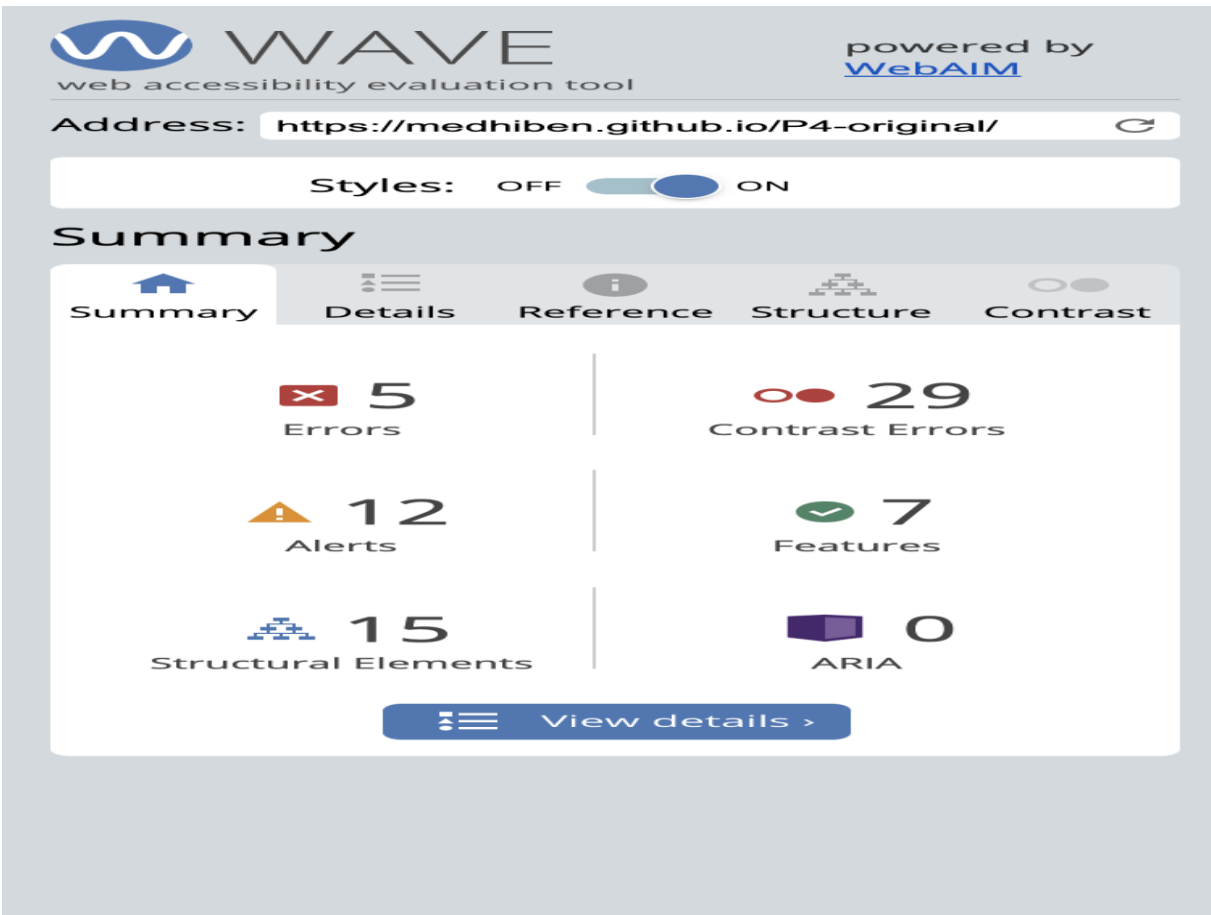 WAVE
powered by
WebAIM
web accessibility evaluation tool
Address: https://medhiben.github.io/P4-original/
Styles: OFF ON
Summary
Summary Details Reference Structure Contrast
5 29
Errors Contrast Errors
12 7
Alerts Features
15 0
Structural Elements ARIA
View details ›